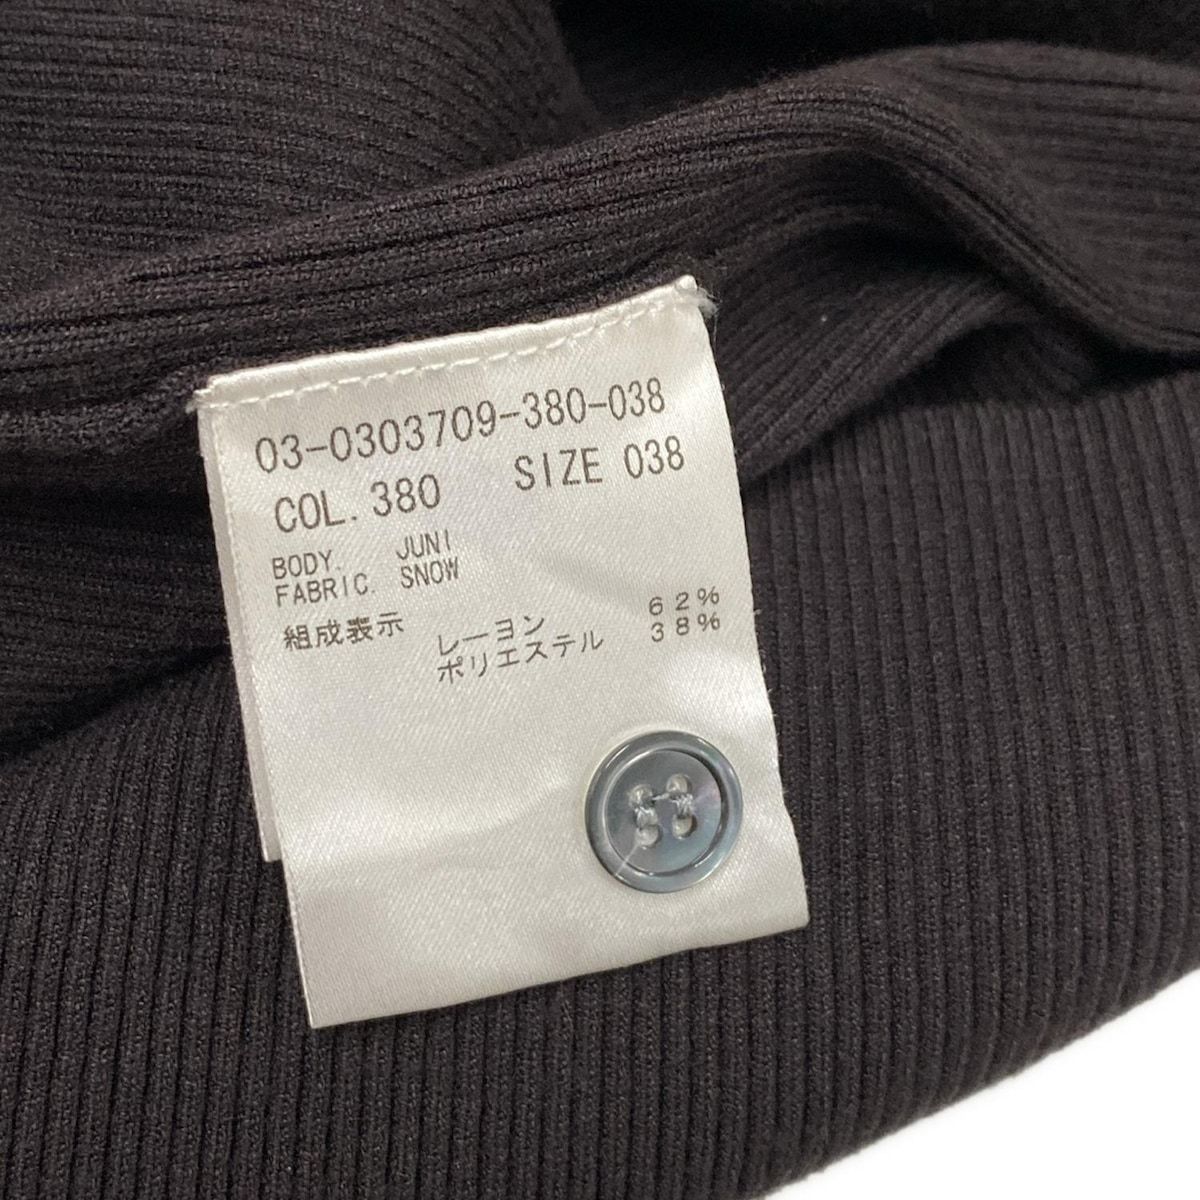 03-0303709-380-038
COL. 380 SIZE 038
BODY. JUNI
FABRIC. SNOW
組成表示
レーヨン 62%
ポリエステル 38%